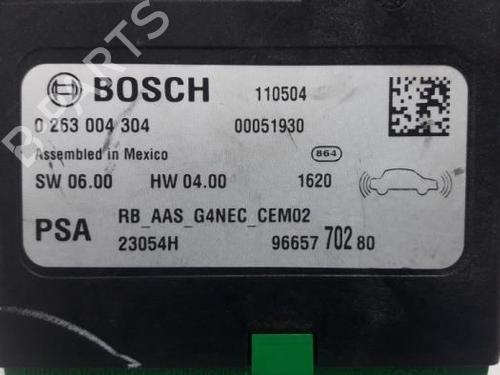 BOSCH 110504
0 263 004 304 00051930
Assembled in Mexico 864
SW 06.00 HW 04.00 1620
RB_AAS_G4NEC_CEM02
PSA 23054H 96657 702 80
B-PARTS